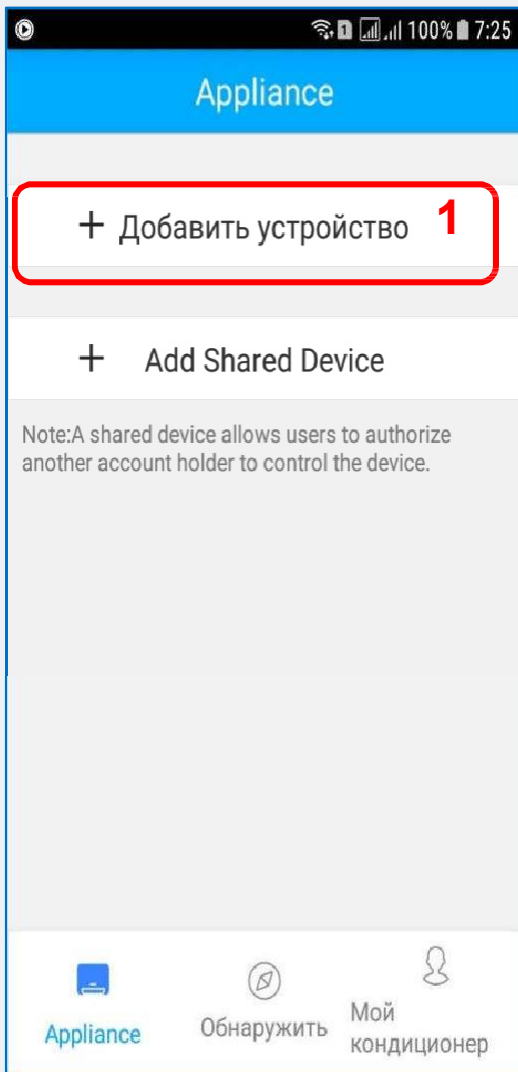 1 100% 7:25
Appliance
+ Добавить устройство 1
+ Add Shared Device
Note:A shared device allows users to authorize
another account holder to control the device.
Appliance
Обнаружить
Мой
кондиционер